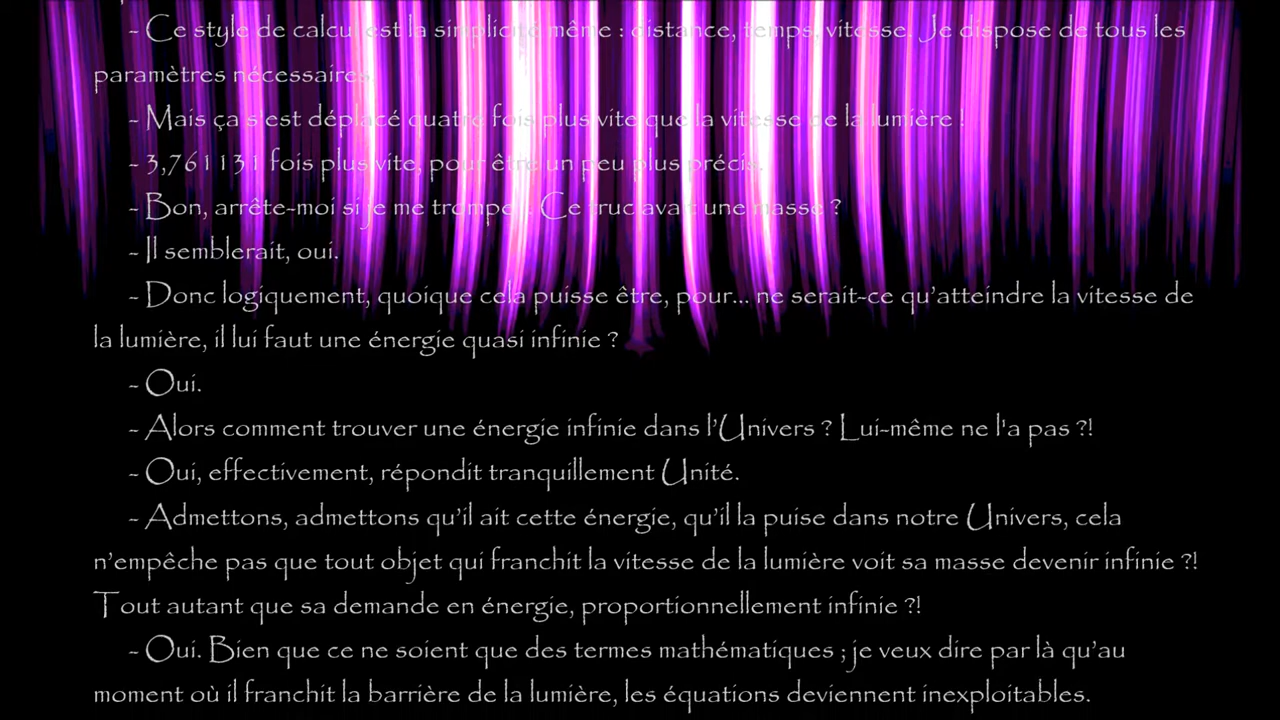 - Ce style de calcul est la simplicité même : distance, temps, vitesse. Je dispose de tous les
paramètres nécessaires.
- Mais ça s'est déplacé quatre fois plus vite que la vitesse de la lumière !
- 3,761131 fois plus vite, pour être un peu plus précis.
- Bon, arrête-moi si je me trompe... Ce truc avait une masse ?
- Il semblerait, oui.
- Donc logiquement, quoique cela puisse être, pour... ne serait-ce qu’atteindre la vitesse de
la lumière, il lui faut une énergie quasi infinie ?
- Oui.
- Alors comment trouver une énergie infinie dans l’Univers ? Lui-même ne l'a pas ?!
- Oui, effectivement, répondit tranquillement Unité.
- Admettons, admettons qu’il ait cette énergie, qu’il la puise dans notre Univers, cela
n’empêche pas que tout objet qui franchit la vitesse de la lumière voit sa masse devenir infinie ?!
Tout autant que sa demande en énergie, proportionnellement infinie ?!
- Oui. Bien que ce ne soient que des termes mathématiques ; je veux dire par là qu’au
moment où il franchit la barrière de la lumière, les équations deviennent inexploitables.